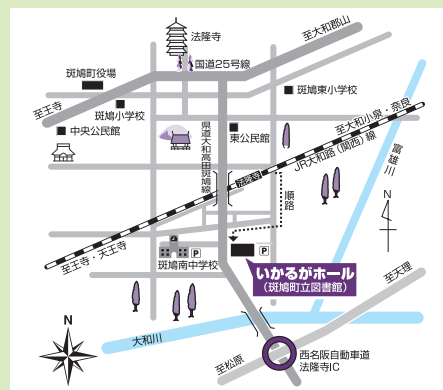 至大和郡山
法隆寺
国道25号線
斑鳩町役場
斑鳩東小学校
至王寺
斑鳩小学校
中央公民館
県道大和高田斑鳩線
東公民館
至大和小泉・奈良
JR大和路(関西)線
法隆寺
富雄川
順路
至王寺・天王寺
P
P
斑鳩南中学校
いかるがホール
(斑鳩町立図書館)
至天理
N
大和川
至松原
西名阪自動車道
法隆寺IC